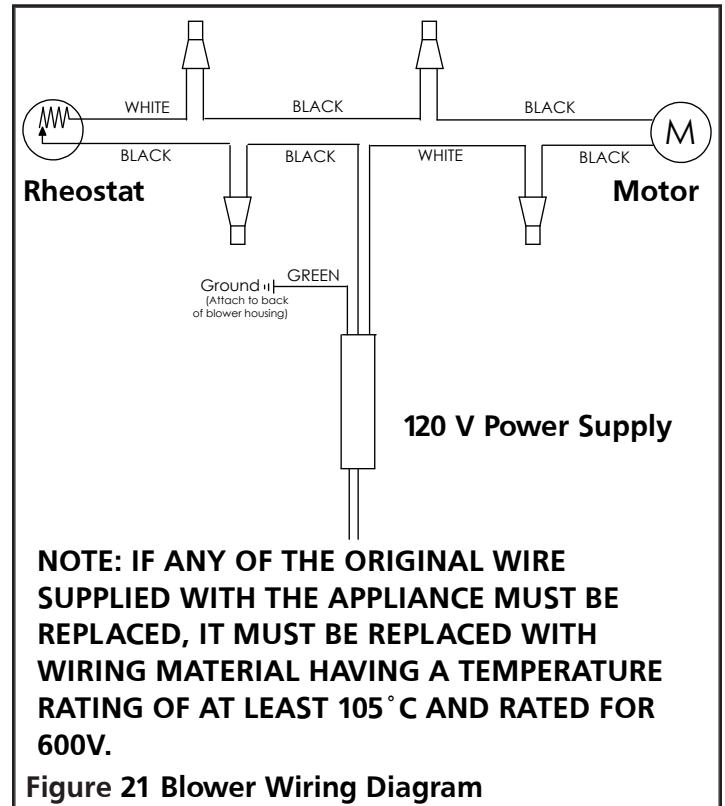 WHITE BLACK BLACK
BLACK BLACK WHITE BLACK
M
Rheostat Motor
Ground GREEN
(Attach to back
of blower housing)
120 V Power Supply
NOTE: IF ANY OF THE ORIGINAL WIRE
SUPPLIED WITH THE APPLIANCE MUST BE
REPLACED, IT MUST BE REPLACED WITH
WIRING MATERIAL HAVING A TEMPERATURE
RATING OF AT LEAST 105˚C AND RATED FOR
600V.
Figure 21 Blower Wiring Diagram